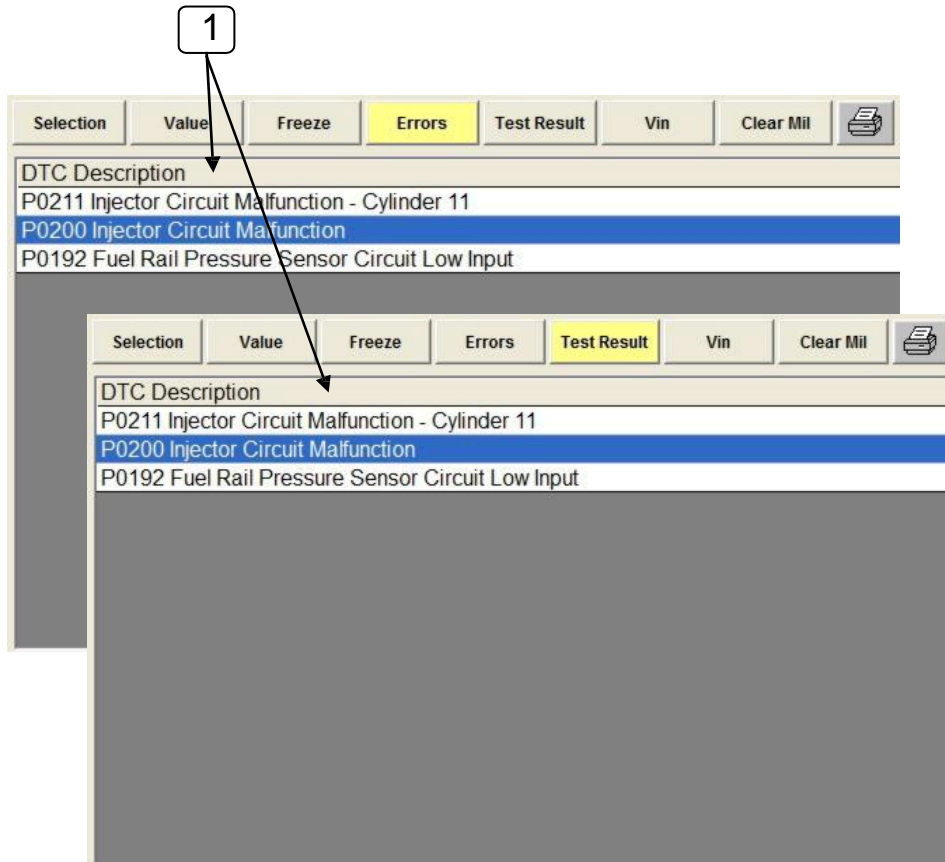 1
Selection Value Freeze Errors Test Result Vin Clear Mil
DTC Description
P0211 Injector Circuit Malfunction - Cylinder 11
P0200 Injector Circuit Malfunction
P0192 Fuel Rail Pressure Sensor Circuit Low Input
Selection Value Freeze Errors Test Result Vin Clear Mil
DTC Description
P0211 Injector Circuit Malfunction - Cylinder 11
P0200 Injector Circuit Malfunction
P0192 Fuel Rail Pressure Sensor Circuit Low Input